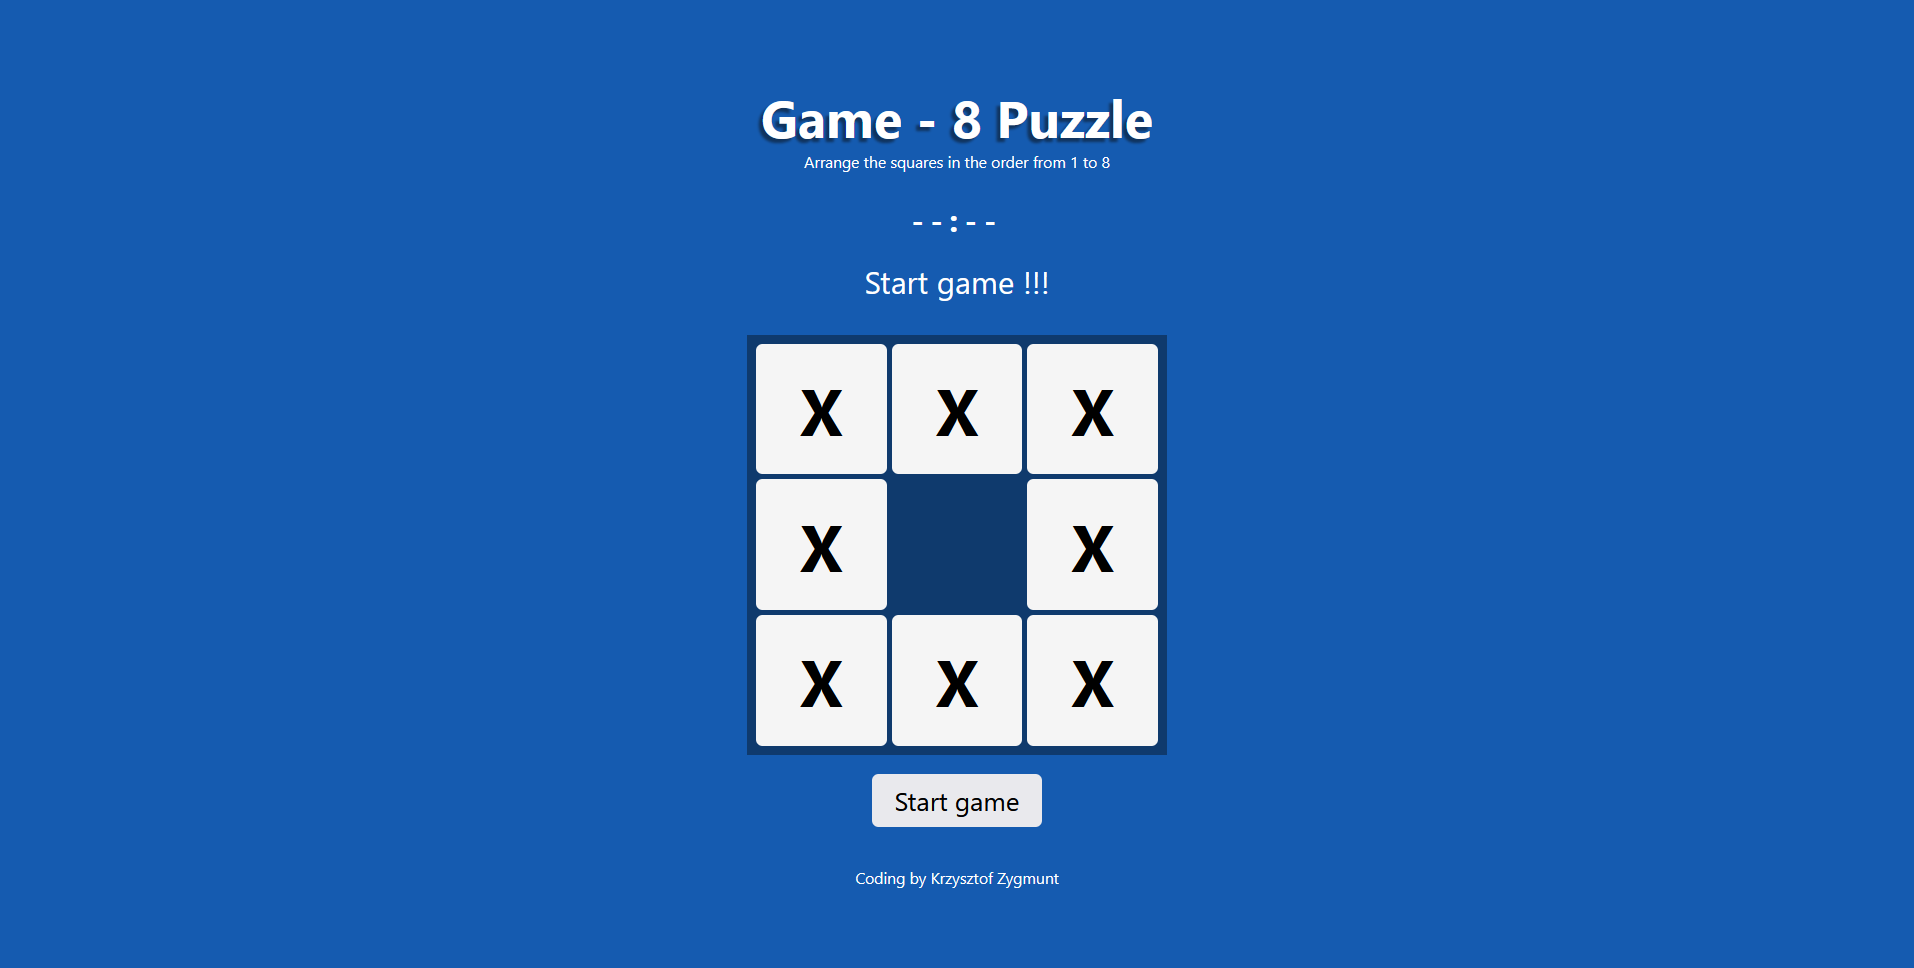 Game - 8 Puzzle
Arrange the squares in the order from 1 to 8
--:--
Start game !!!
X X X
X X
X X X
Start game
Coding by Krzysztof Zygmunt